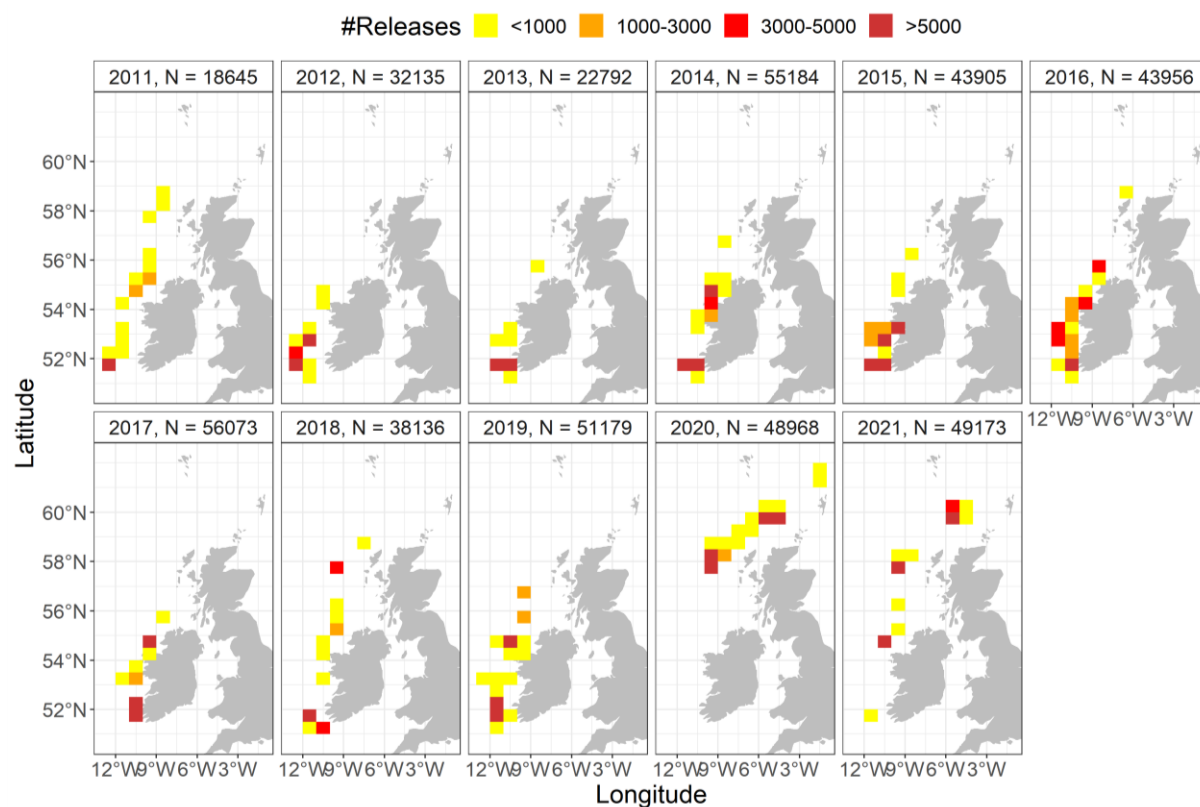 #Releases <1000 1000-3000 3000-5000 >5000
2011, N = 18645 2012, N = 32135 2013, N = 22792 2014, N = 55184 2015, N = 43905 2016, N = 43956
60°N
58°N
56°N
54°N
52°N
12°W9°W6°W3°W
2017, N = 56073 2018, N = 38136 2019, N = 51179 2020, N = 48968 2021, N = 49173
60°N
58°N
56°N
54°N
52°N
12°W9°W6°W3°W 12°W9°W6°W3°W 12°W9°W6°W3°W 12°W9°W6°W3°W 12°W9°W6°W3°W
Latitude
Longitude